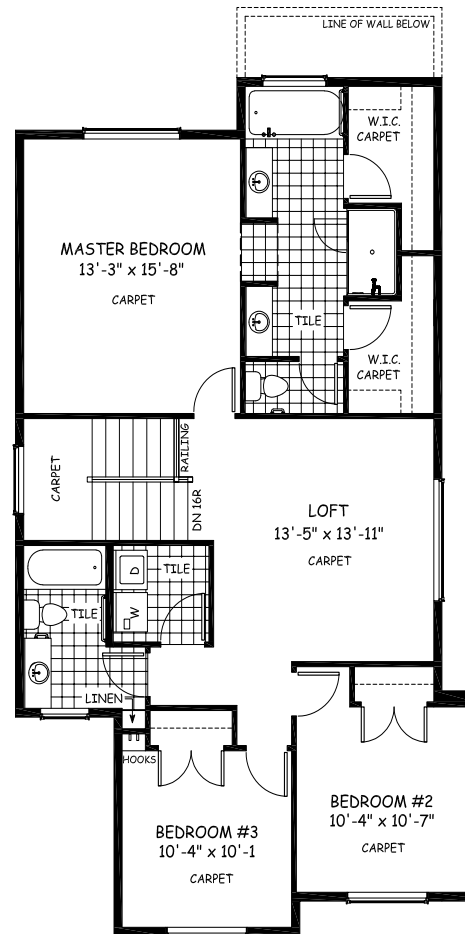 LINE OF WALL BELOW
W.I.C.
CARPET
MASTER BEDROOM
13'-3" x 15'-8"
CARPET
TILE
W.I.C.
CARPET
CARPET
RAILING
DN 16R
LOFT
13'-5" x 13'-11"
CARPET
D
TILE
W
TILE
LINEN
HOOKS
BEDROOM #2
10'-4" x 10'-7"
CARPET
BEDROOM #3
10'-4" x 10'-1
CARPET